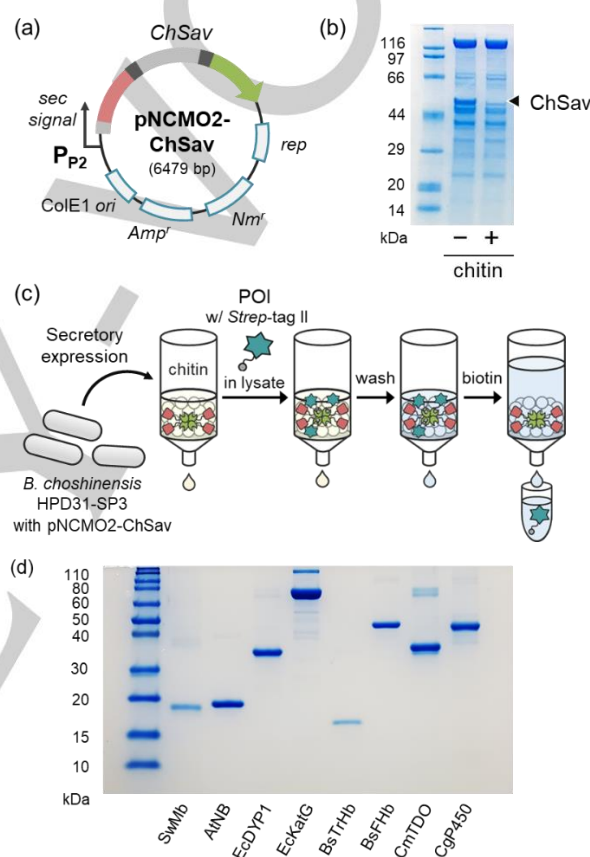 (a)
ChSav
sec
signal
P_P2
pNCMO2-
ChSav
(6479 bp)
rep
ColE1 ori
Amp^r
Nm^r
(b)
116
97
66
44
29
20
14
kDa
ChSav
− +
chitin
(c)
Secretory
expression
B. choshinensis
HPD31-SP3
with pNCMO2-ChSav
chitin
POI
w/ Strep-tag II
in lysate
wash
biotin
(d)
110
80
60
50
40
30
20
15
10
kDa
SwMb
AtNB
EcDYP1
EcKatG
BsTrHb
BsFHb
CmTDO
CgP450